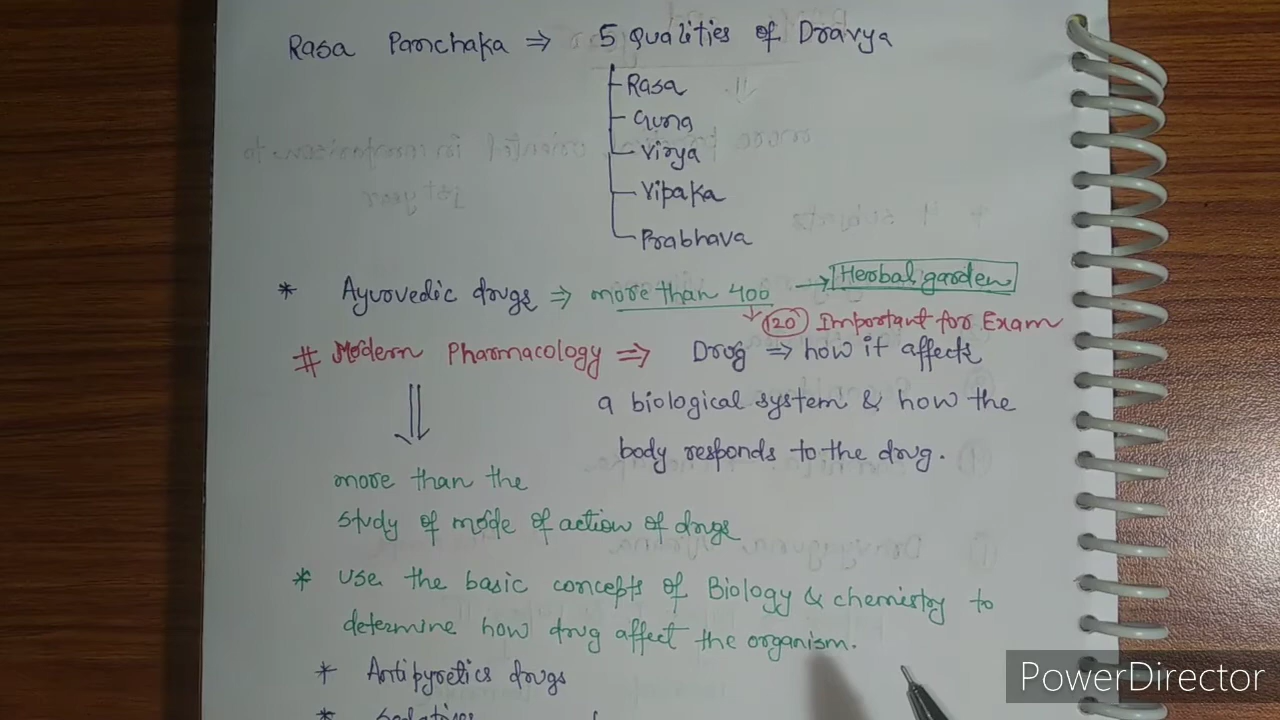 Rasa Panchaka ⇒ 5 Qualities of Dravya
Rasa
Guna
Virya
Vipaka
Prabhava
* Ayurvedic drugs ⇒ more than 400 → Herbal garden
↓ 120 Important for Exam
# Modern Pharmacology ⇒ Drug ⇒ how it affects
a biological system & how the
body responds to the drug.
more than the
study of mode of action of drugs
* use the basic concepts of Biology & chemistry to
determine how drug affect the organism.
* Antipyretics drugs
* Sedatives
PowerDirector